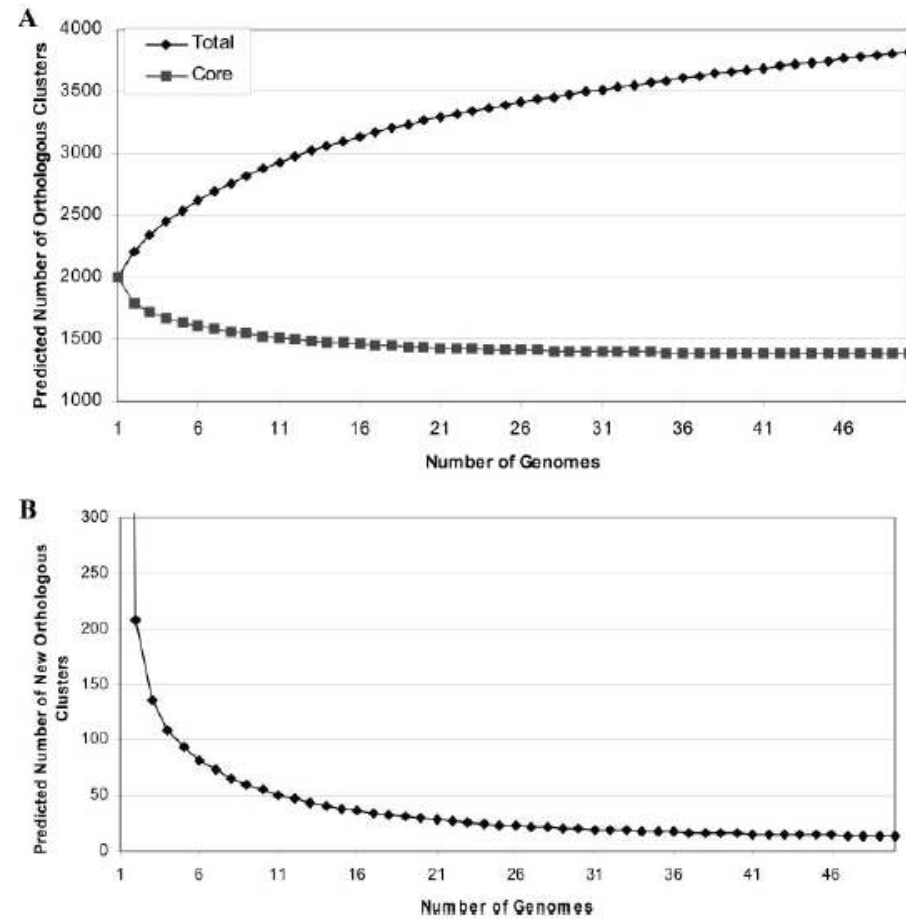 A
4000
Total
Core
3500
3000
2500
2000
1500
1000
Predicted Number of Orthologous Clusters
1 6 11 16 21 26 31 36 41 46
Number of Genomes
B
300
250
200
150
100
50
0
Predicted Number of New Orthologous
Clusters
1 6 11 16 21 26 31 36 41 46
Number of Genomes